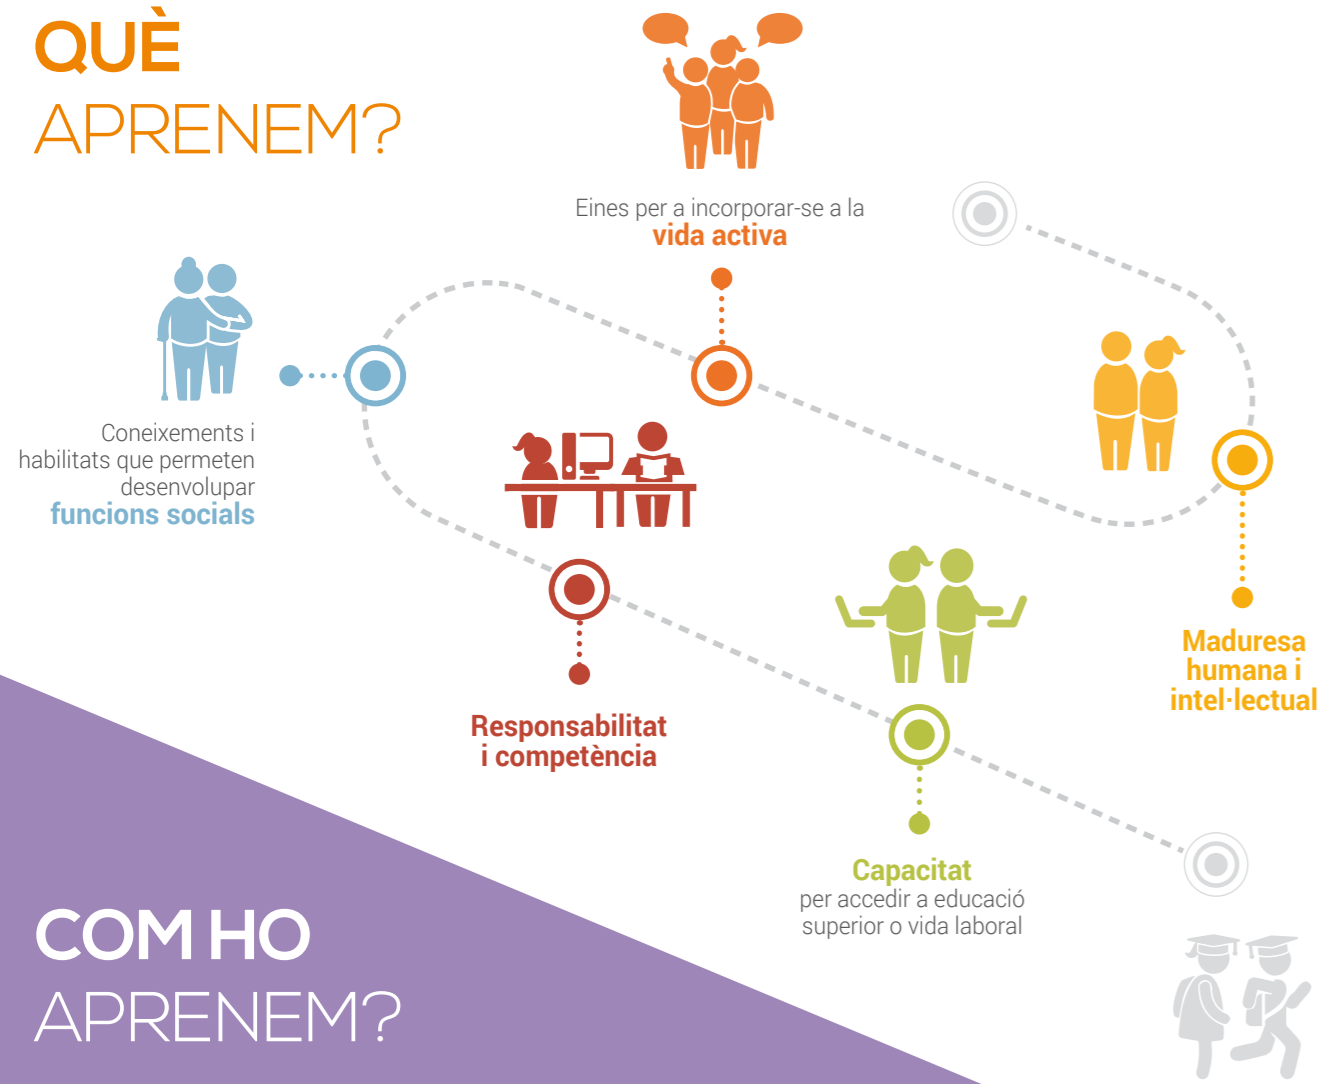 QUÈ
APRENEM?
Eines per a incorporar-se a la
vida activa
Coneixements i
habilitats que permeten
desenvolupar
funcions socials
Maduresa
humana i
intel·lectual
Responsabilitat
i competència
Capacitat
per accedir a educació
superior o vida laboral
COM HO
APRENEM?